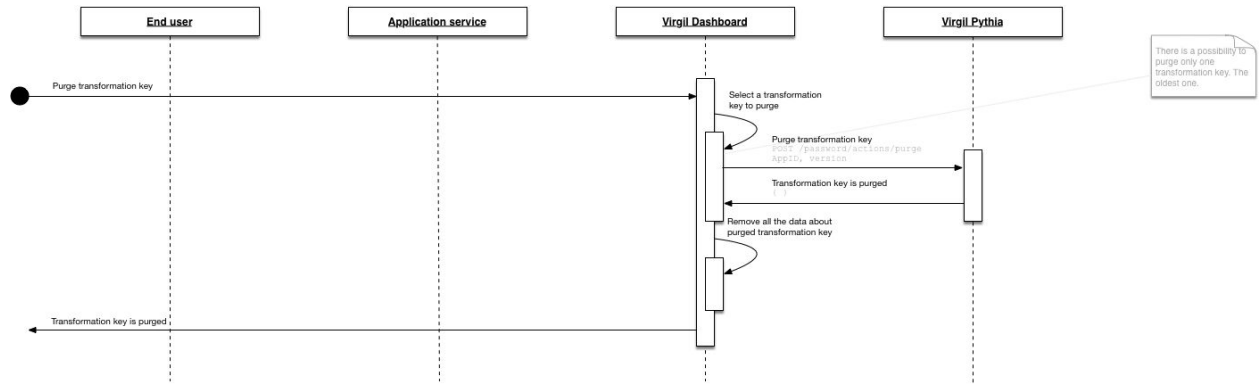 End user
Application service
Virgil Dashboard
Virgil Pythia
There is a possibility to
purge only one
transformation key. The
oldest one.
Purge transformation key
Select a transformation
key to purge
Purge transformation key
POST /password/actions/purge
AppID, version
Transformation key is purged
{ }
Remove all the data about
purged transformation key
Transformation key is purged